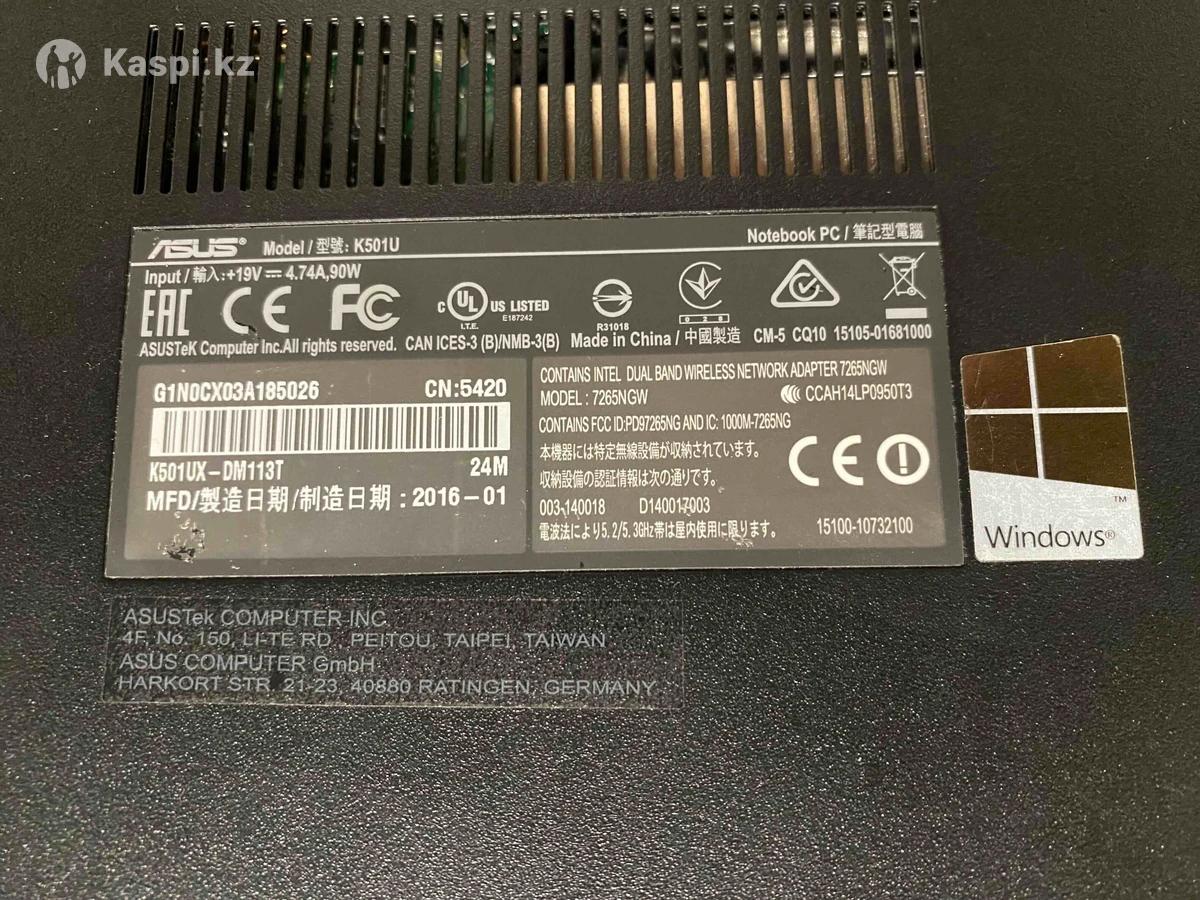 Kaspi.kz
ASUS® Model / 型號: K501U
Notebook PC / 筆記型電腦
Input / 輸入: +19V 4.74A, 90W
EAC CE FC c UL US LISTED
I.T.E. E187242
R31018
028
ASUSTeK Computer Inc. All rights reserved. CAN ICES-3 (B)/NMB-3(B) Made in China / 中國製造 CM-5 CQ10 15105-01681000
G1N0CX03A185026 CN:5420
K501UX-DM113T 24M
MFD/製造日期/制造日期: 2016-01
CONTAINS INTEL DUAL BAND WIRELESS NETWORK ADAPTER 7265NGW
MODEL: 7265NGW CCAH14LP0950T3
CONTAINS FCC ID:PD97265NG AND IC: 1000M-7265NG
本機器には特定無線設備が収納されています。
収納設備の認証情報は次の通りです。
003-140018 D140017003
電波法により5.2/5.3GHz帯は屋内使用に限ります。
CE
15100-10732100
Windows®
TM
ASUSTek COMPUTER INC.
4F, No. 150, LI-TE RD., PEITOU, TAIPEI, TAIWAN
ASUS COMPUTER GmbH
HARKORT STR. 21-23, 40880 RATINGEN, GERMANY